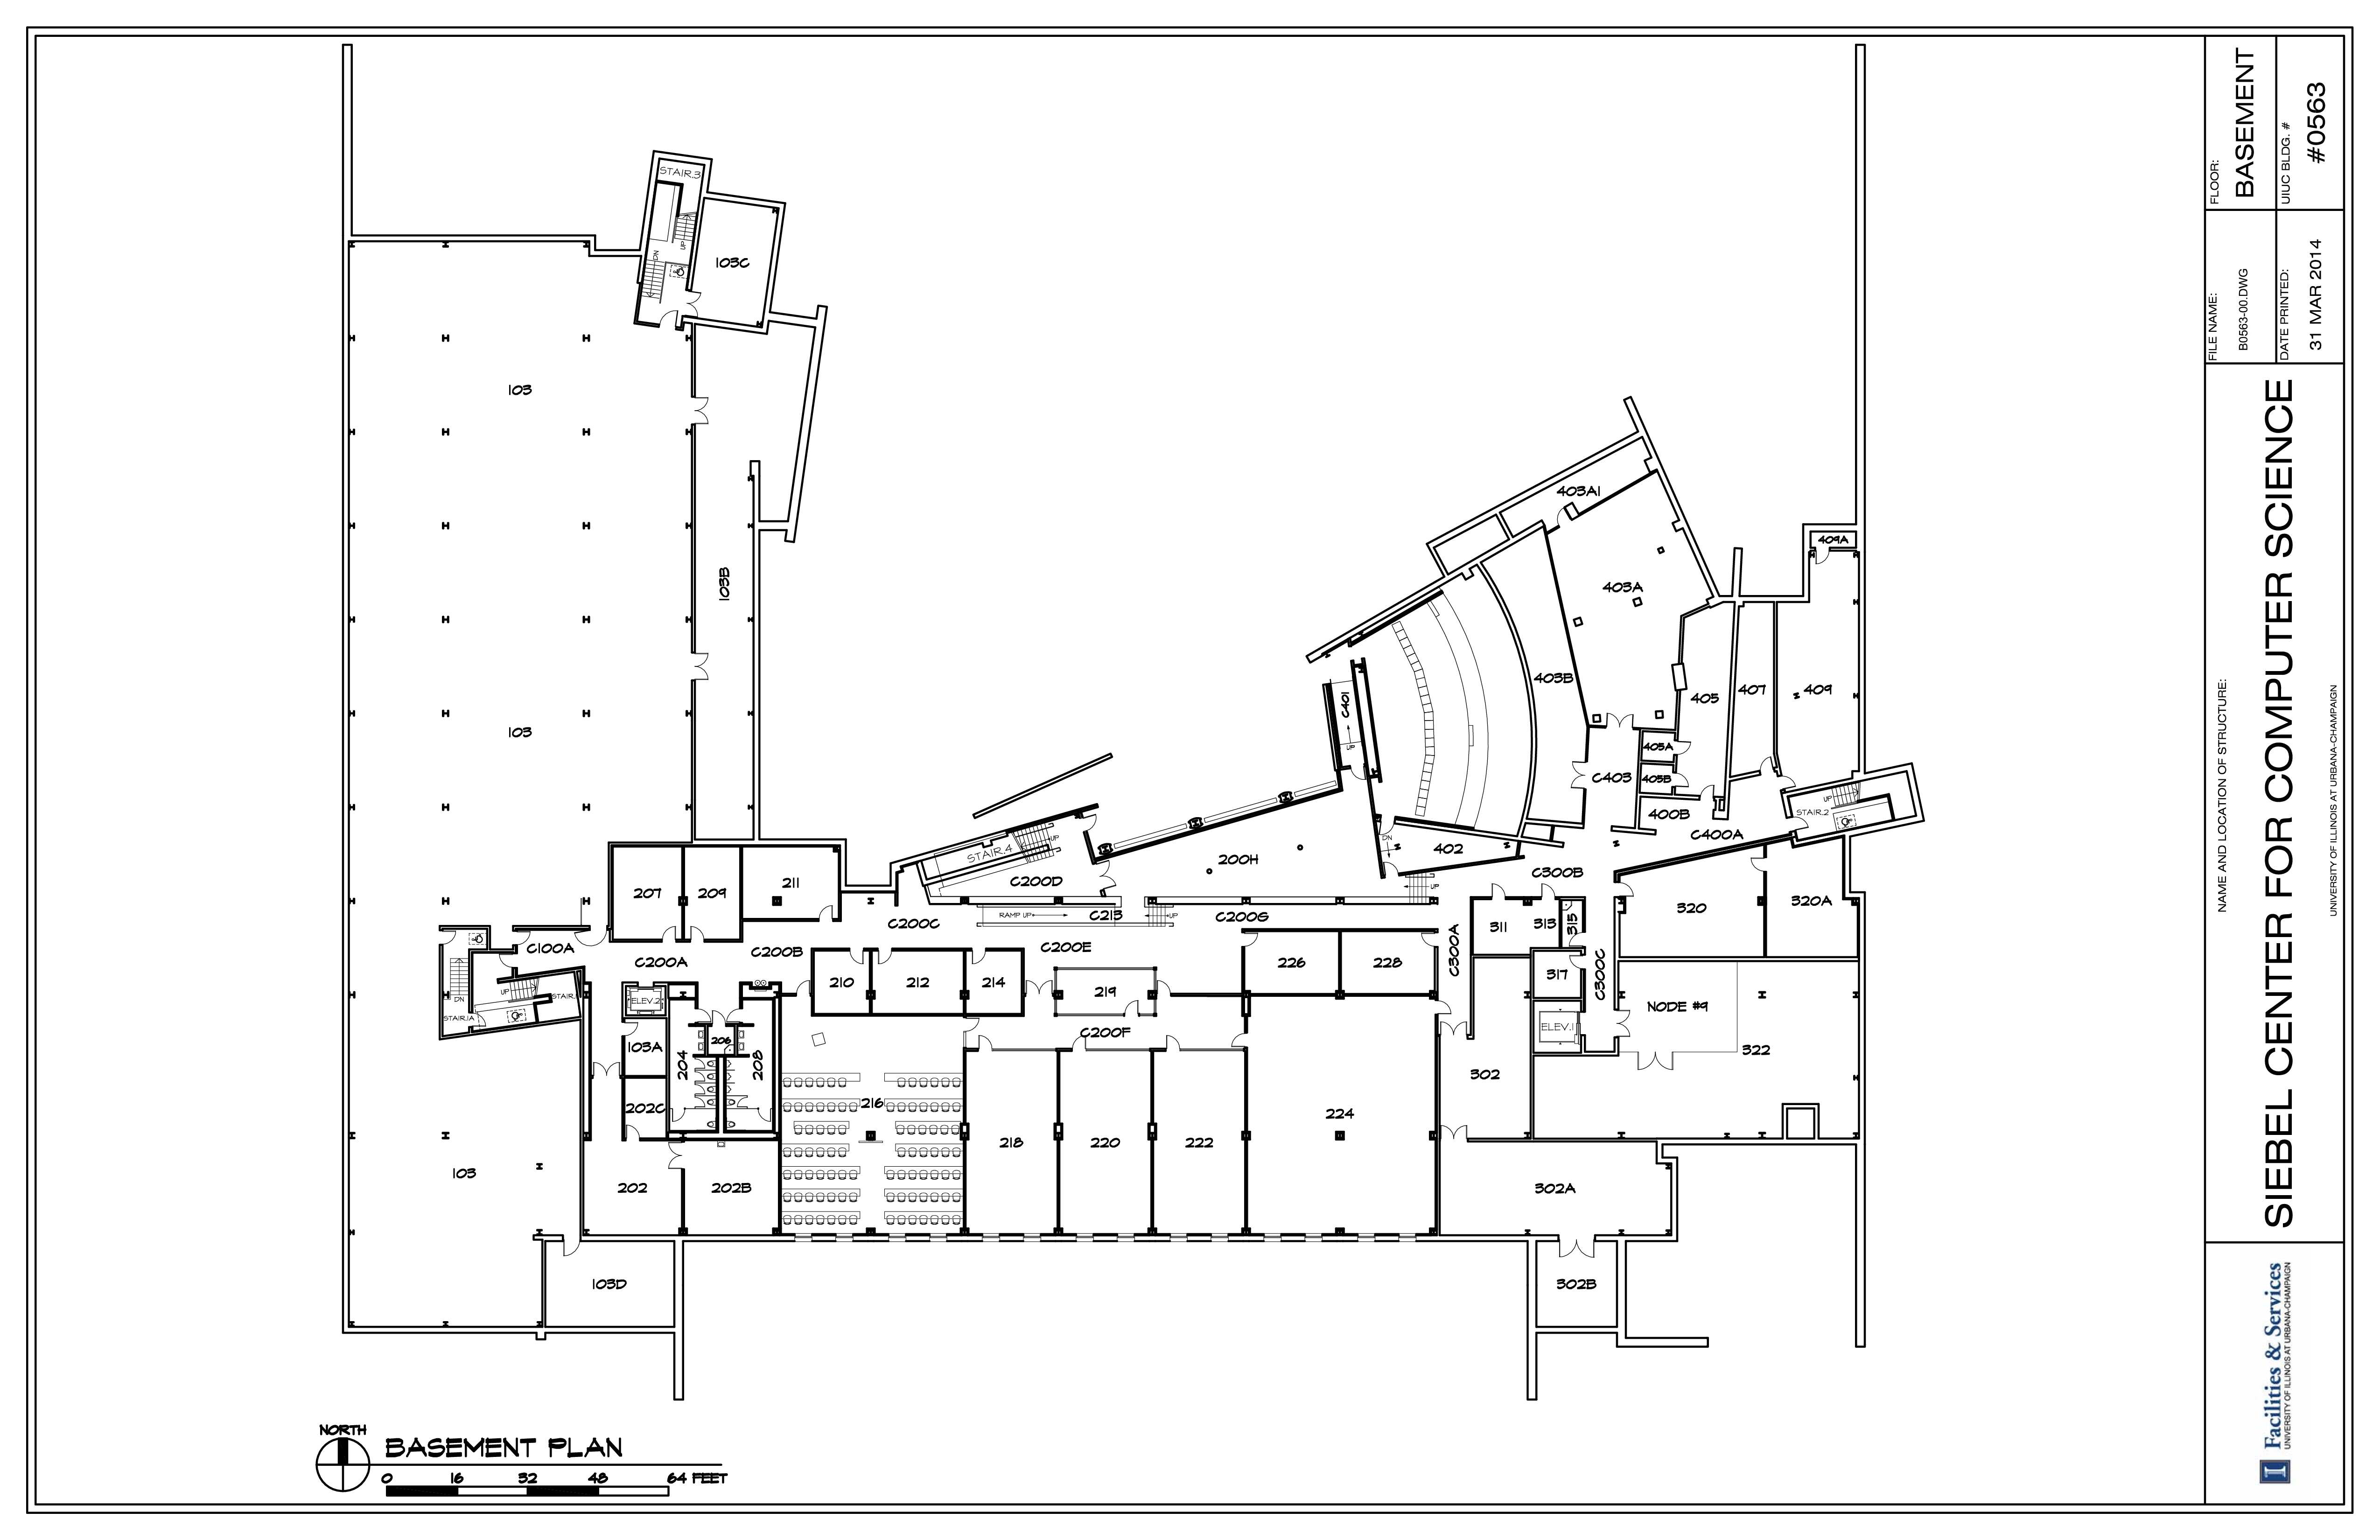 STAIR.3
UP
DN
103C
103
103B
103
403A1
409A
403A
403B
405
407
409
C401
UP
405A
405B
C403
400B
C400A
UP
STAIR.2
STAIR.4
UP
C200D
200H
DN
402
C300B
UP
207
209
211
C200C
RAMP UP
C213
UP
C200G
311
313
315
320
320A
C100A
C200A
C200B
C200E
226
228
C300A
DN
UP
STAIR.
STAIR.1A
ELEV.2
210
212
214
219
317
C300C
NODE #9
C200F
ELEV.1
322
103A
204
206
208
202C
216
302
103
202
202B
218
220
222
224
302A
103D
302B
NORTH
BASEMENT PLAN
0 16 32 48 64 FEET
FLOOR:
BASEMENT
UIUC BLDG. #
#0563
FILE NAME:
B0563-00.DWG
DATE PRINTED:
31 MAR 2014
NAME AND LOCATION OF STRUCTURE:
SIEBEL CENTER FOR COMPUTER SCIENCE
UNIVERSITY OF ILLINOIS AT URBANA-CHAMPAIGN
I
Facilities & Services
UNIVERSITY OF ILLINOIS AT URBANA-CHAMPAIGN